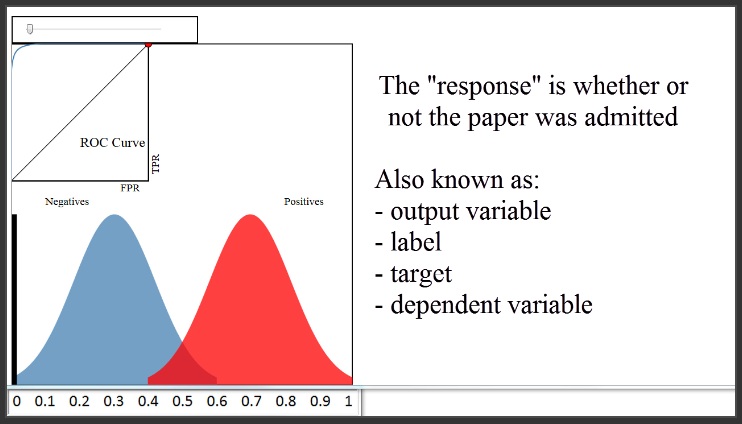 ROC Curve
TPR
FPR
Negatives
Positives
0 0.1 0.2 0.3 0.4 0.5 0.6 0.7 0.8 0.9 1
The "response" is whether or
not the paper was admitted
Also known as:
- output variable
- label
- target
- dependent variable